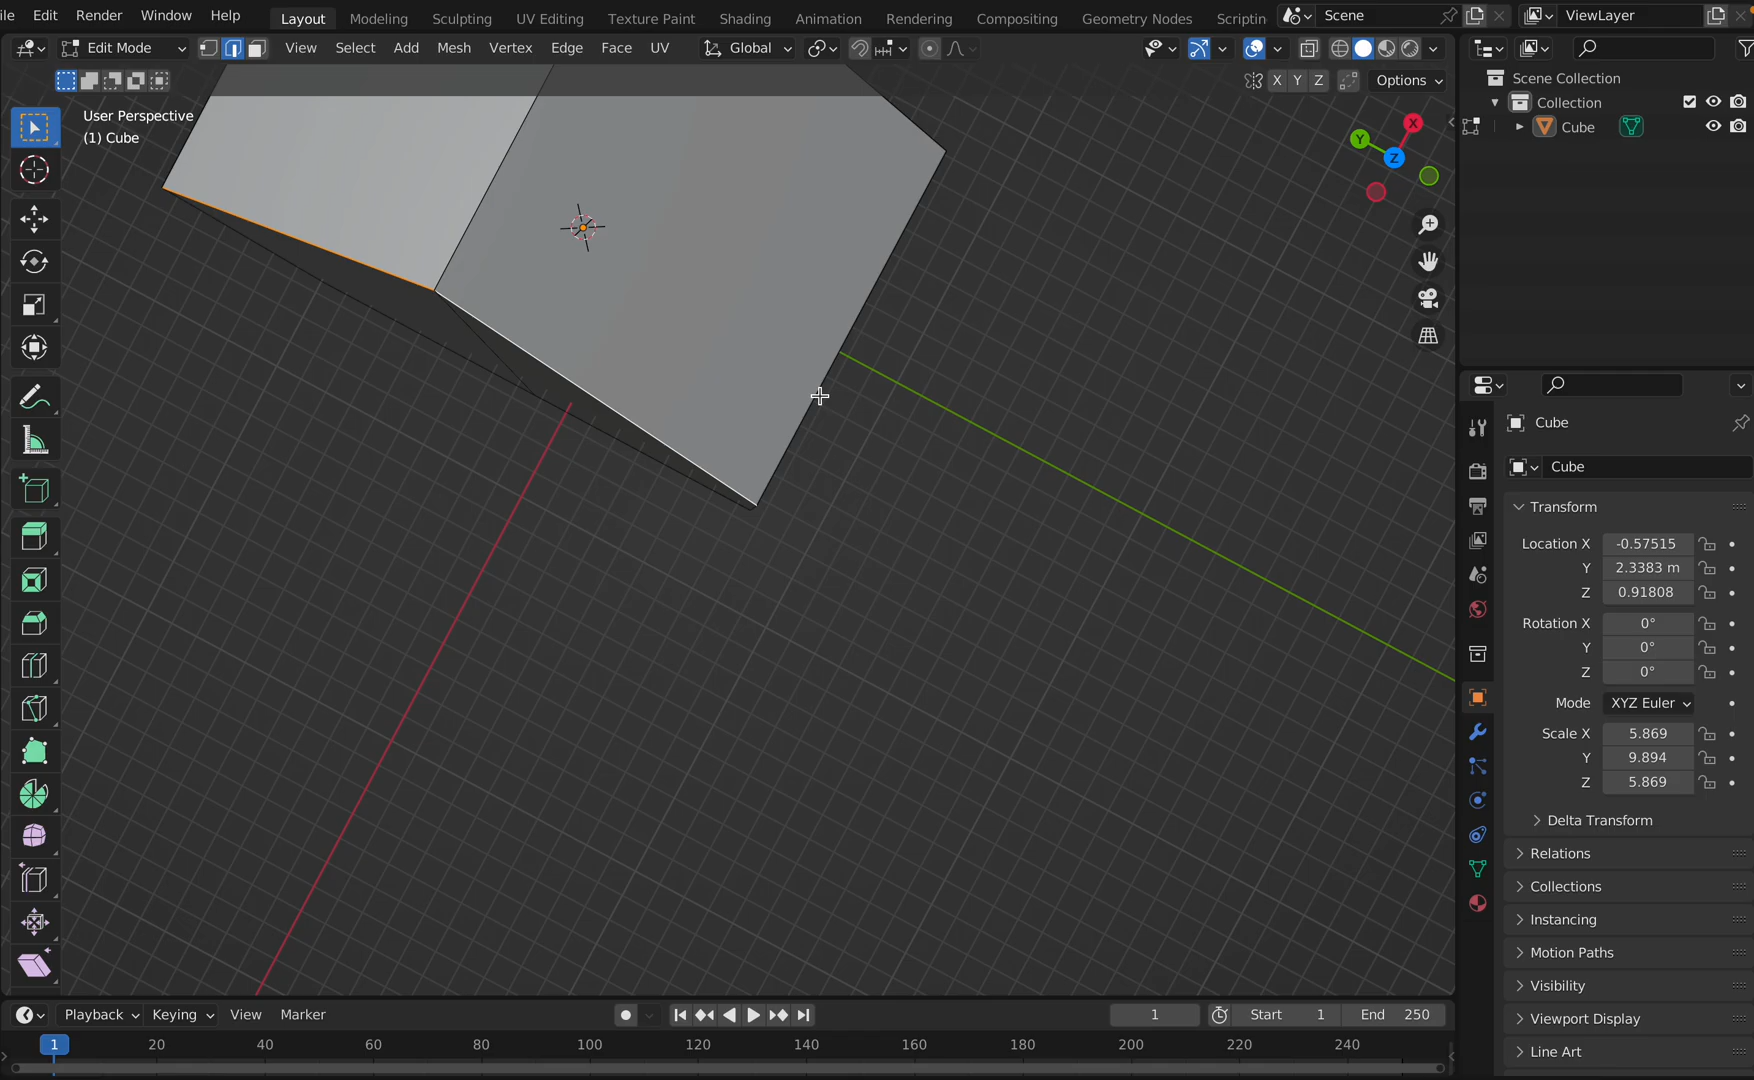 ile Edit Render Window Help Layout Modeling Sculpting UV Editing Texture Paint Shading Animation Rendering Compositing Geometry Nodes Scriptin Scene ViewLayer
Edit Mode View Select Add Mesh Vertex Edge Face UV Global
X Y Z Options
User Perspective
(1) Cube
X
Y
Z
Scene Collection
Collection
Cube
Cube
Cube
Transform
Location X -0.57515
Y 2.3383 m
Z 0.91808
Rotation X 0°
Y 0°
Z 0°
Mode XYZ Euler
Scale X 5.869
Y 9.894
Z 5.869
Delta Transform
Relations
Collections
Instancing
Motion Paths
Visibility
Viewport Display
Line Art
Playback Keying View Marker 1 Start 1 End 250
1 20 40 60 80 100 120 140 160 180 200 220 240